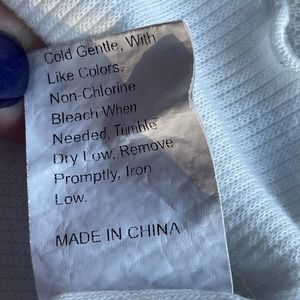 Cold Gentle, With
Like Colors.
Non-Chlorine
Bleach When
Needed, Tumble
Dry Low. Remove
Promptly, Iron
Low.
MADE IN CHINA